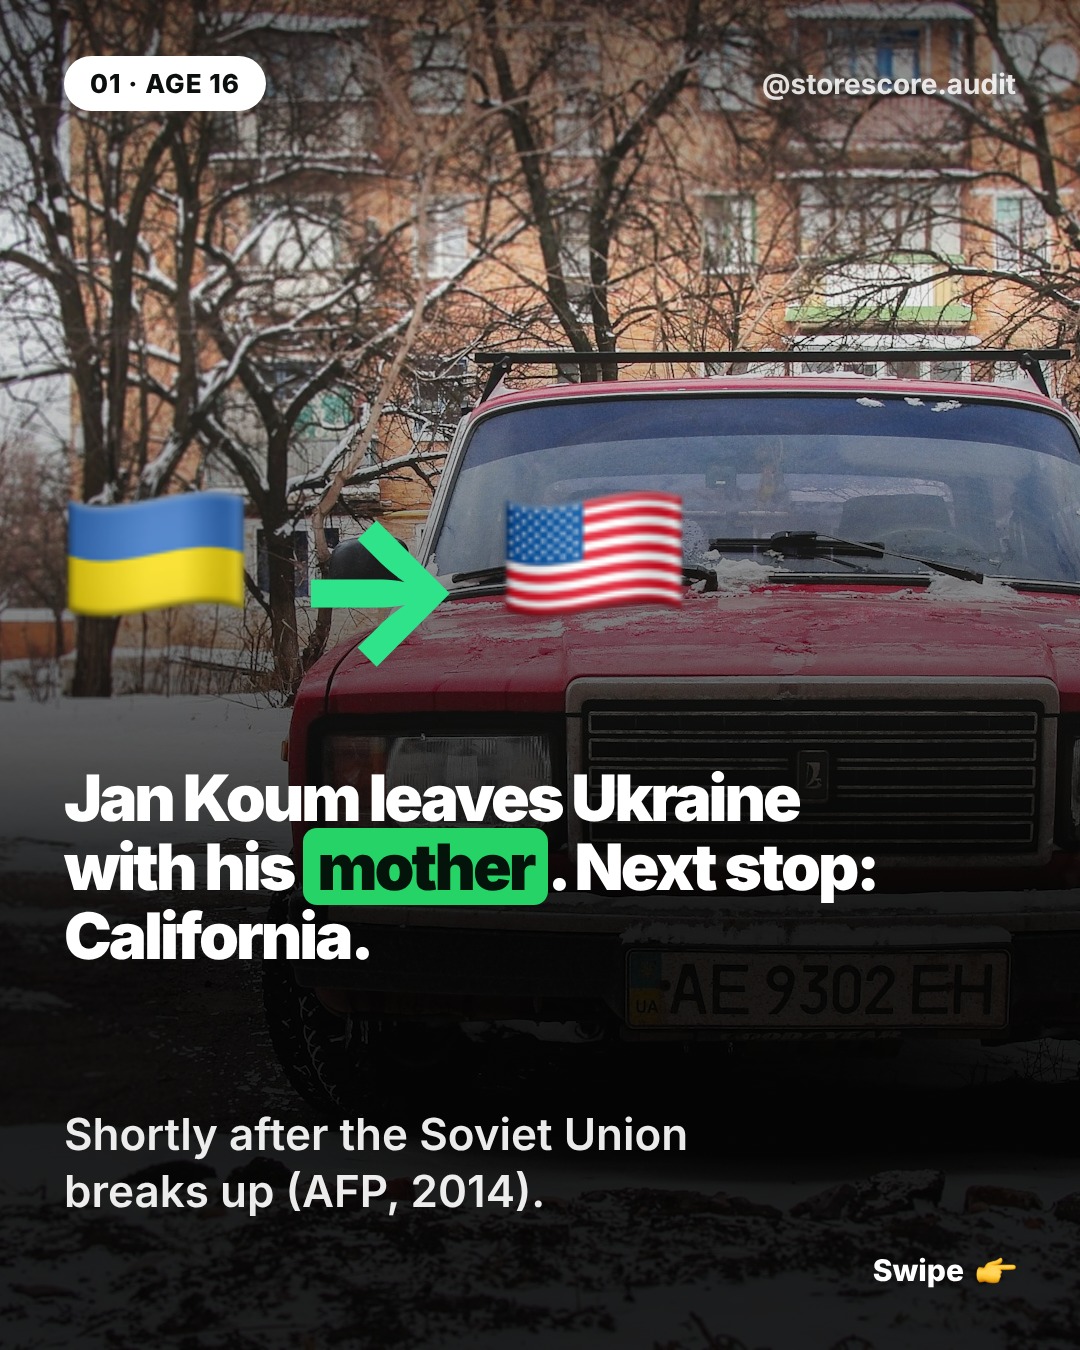 01 · AGE 16
@storescore.audit
Jan Koum leaves Ukraine
with his mother. Next stop:
California.
UA AE 9302 EH
Shortly after the Soviet Union
breaks up (AFP, 2014).
Swipe 👉